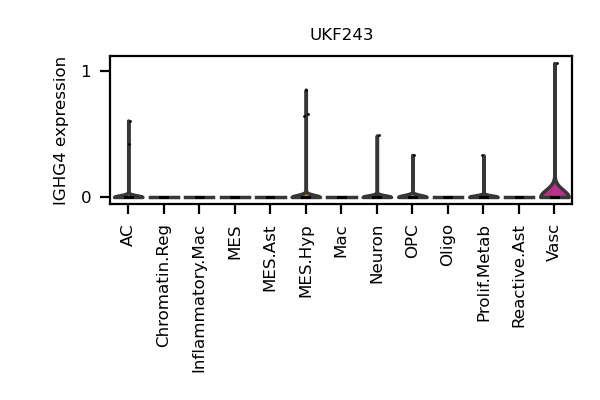 UKF243
IGHG4 expression
1
0
AC
Chromatin.Reg
Inflammatory.Mac
MES
MES.Ast
MES.Hyp
Mac
Neuron
OPC
Oligo
Prolif.Metab
Reactive.Ast
Vasc